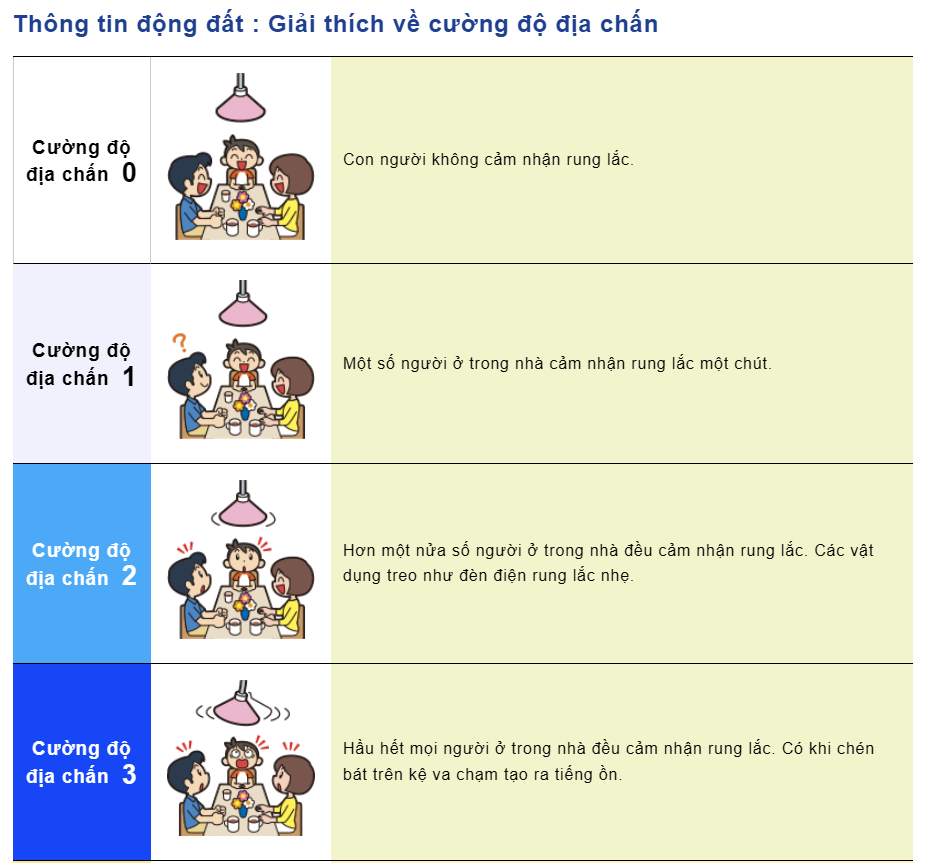 Thông tin động đất : Giải thích về cường độ địa chấn
Cường độ
địa chấn 0
Con người không cảm nhận rung lắc.
?
Cường độ
địa chấn 1
Một số người ở trong nhà cảm nhận rung lắc một chút.
Cường độ
địa chấn 2
Hơn một nửa số người ở trong nhà đều cảm nhận rung lắc. Các vật
dụng treo như đèn điện rung lắc nhẹ.
Cường độ
địa chấn 3
Hầu hết mọi người ở trong nhà đều cảm nhận rung lắc. Có khi chén
bát trên kệ va chạm tạo ra tiếng ồn.